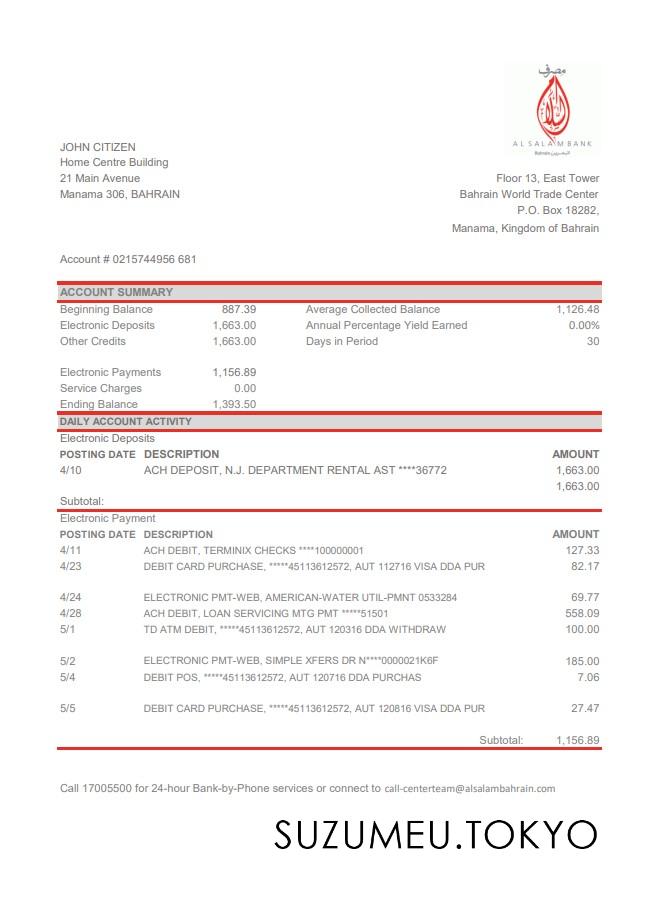 مصرف
AL SALAM BANK
البحرين Bahrain
JOHN CITIZEN
Home Centre Building
21 Main Avenue
Manama 306, BAHRAIN
Floor 13, East Tower
Bahrain World Trade Center
P.O. Box 18282,
Manama, Kingdom of Bahrain
Account # 0215744956 681
ACCOUNT SUMMARY
Beginning Balance 887.39 Average Collected Balance 1,126.48
Electronic Deposits 1,663.00 Annual Percentage Yield Earned 0.00%
Other Credits 1,663.00 Days in Period 30
Electronic Payments 1,156.89
Service Charges 0.00
Ending Balance 1,393.50
DAILY ACCOUNT ACTIVITY
Electronic Deposits
POSTING DATE DESCRIPTION AMOUNT
4/10 ACH DEPOSIT, N.J. DEPARTMENT RENTAL AST ****36772 1,663.00
1,663.00
Subtotal:
Electronic Payment
POSTING DATE DESCRIPTION AMOUNT
4/11 ACH DEBIT, TERMINIX CHECKS ****100000001 127.33
4/23 DEBIT CARD PURCHASE, *****45113612572, AUT 112716 VISA DDA PUR 82.17
4/24 ELECTRONIC PMT-WEB, AMERICAN-WATER UTIL-PMNT 0533284 69.77
4/28 ACH DEBIT, LOAN SERVICING MTG PMT *****51501 558.09
5/1 TD ATM DEBIT, *****45113612572, AUT 120316 DDA WITHDRAW 100.00
5/2 ELECTRONIC PMT-WEB, SIMPLE XFERS DR N****0000021K6F 185.00
5/4 DEBIT POS, *****45113612572, AUT 120716 DDA PURCHAS 7.06
5/5 DEBIT CARD PURCHASE, *****45113612572, AUT 120816 VISA DDA PUR 27.47
Subtotal: 1,156.89
Call 17005500 for 24-hour Bank-by-Phone services or connect to call-centerteam@alsalambahrain.com
SUZUMEU.TOKYO